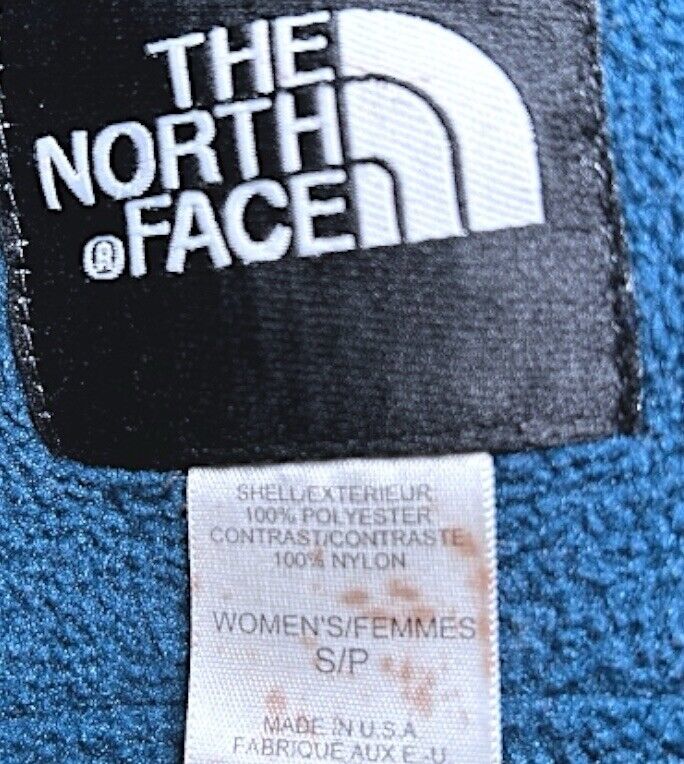 THE
NORTH
®FACE
SHELL/EXTERIEUR
100% POLYESTER
CONTRAST/CONTRASTE
100% NYLON
WOMEN'S/FEMMES
S/P
MADE IN U.S.A
FABRIQUE AUX E.-U.